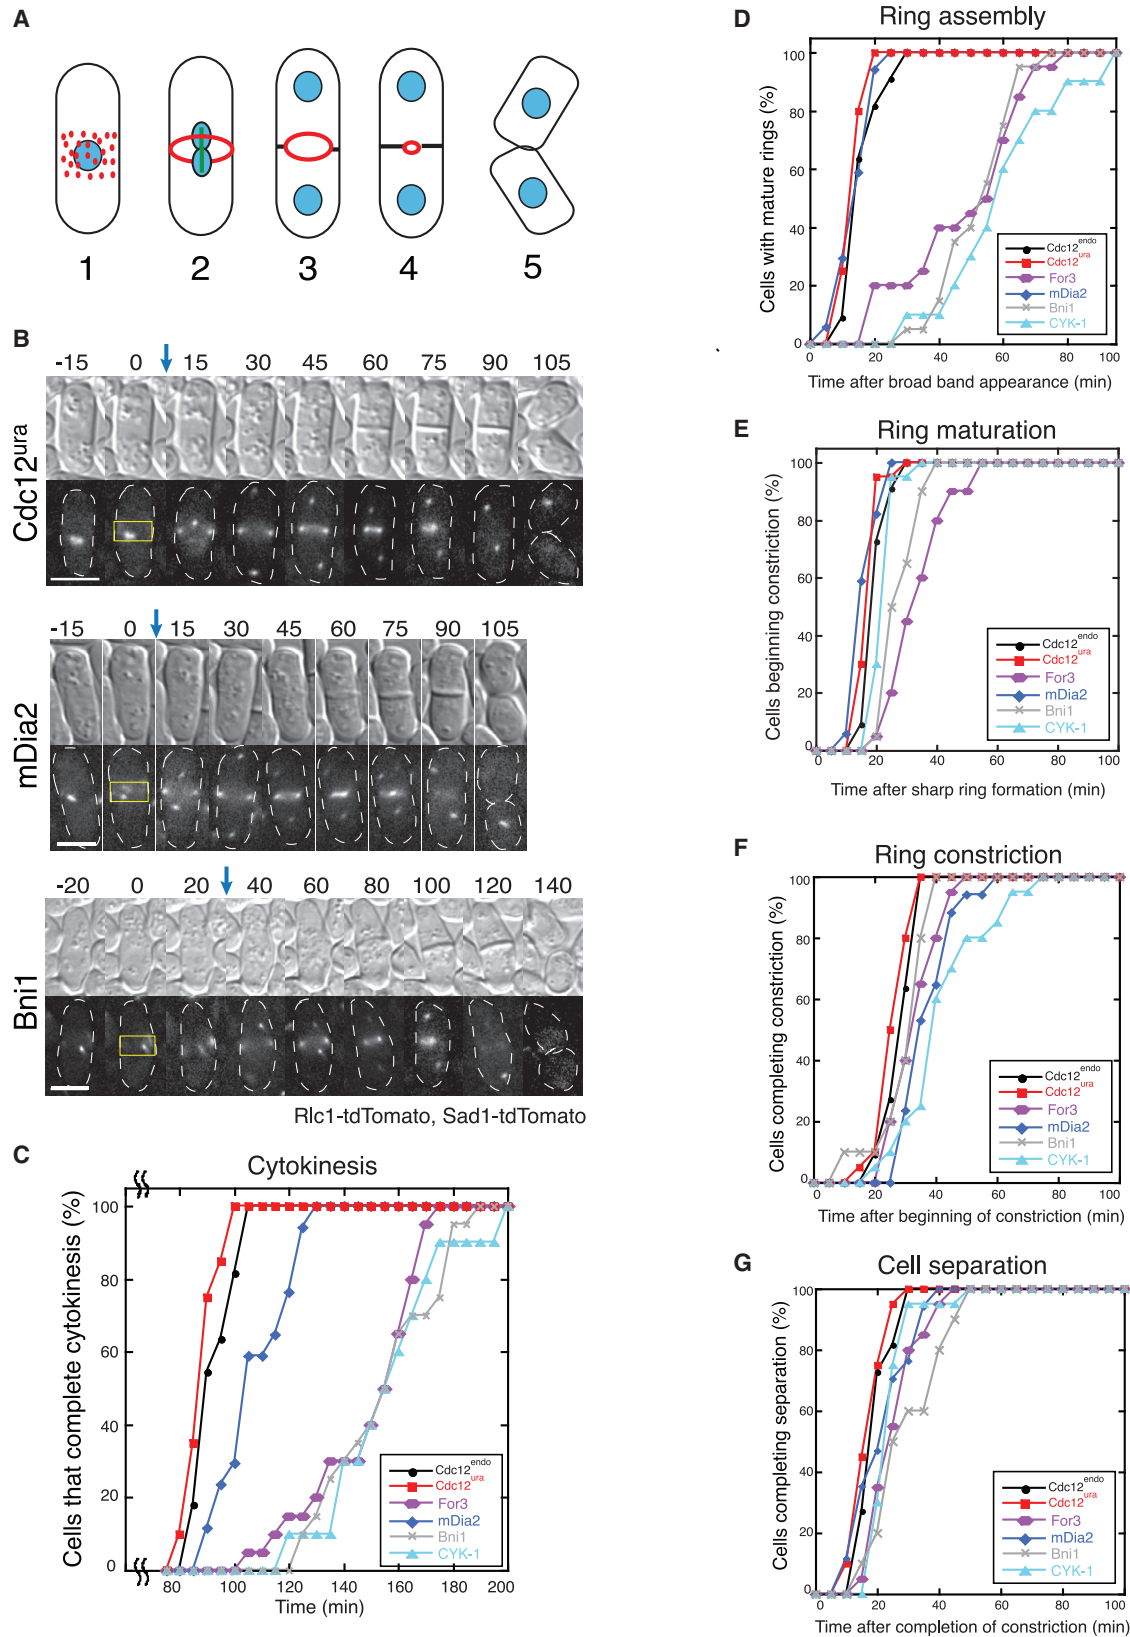 A
1 2 3 4 5
B
-15 0 15 30 45 60 75 90 105
Cdc12ura
-15 0 15 30 45 60 75 90 105
mDia2
-20 0 20 40 60 80 100 120 140
Bni1
Rlc1-tdTomato, Sad1-tdTomato
C
Cytokinesis
Cells that complete cytokinesis (%)
100
80
60
40
20
0
80 100 120 140 160 180 200
Time (min)
Cdc12endo
Cdc12ura
For3
mDia2
Bni1
CYK-1
D
Ring assembly
Cells with mature rings (%)
100
80
60
40
20
0
0 20 40 60 80 100
Time after broad band appearance (min)
Cdc12endo
Cdc12ura
For3
mDia2
Bni1
CYK-1
E
Ring maturation
Cells beginning constriction (%)
100
80
60
40
20
0
0 20 40 60 80 100
Time after sharp ring formation (min)
Cdc12endo
Cdc12ura
For3
mDia2
Bni1
CYK-1
F
Ring constriction
Cells completing constriction (%)
100
80
60
40
20
0
0 20 40 60 80 100
Time after beginning of constriction (min)
Cdc12endo
Cdc12ura
For3
mDia2
Bni1
CYK-1
G
Cell separation
Cells completing separation (%)
100
80
60
40
20
0
0 20 40 60 80 100
Time after completion of constriction (min)
Cdc12endo
Cdc12ura
For3
mDia2
Bni1
CYK-1